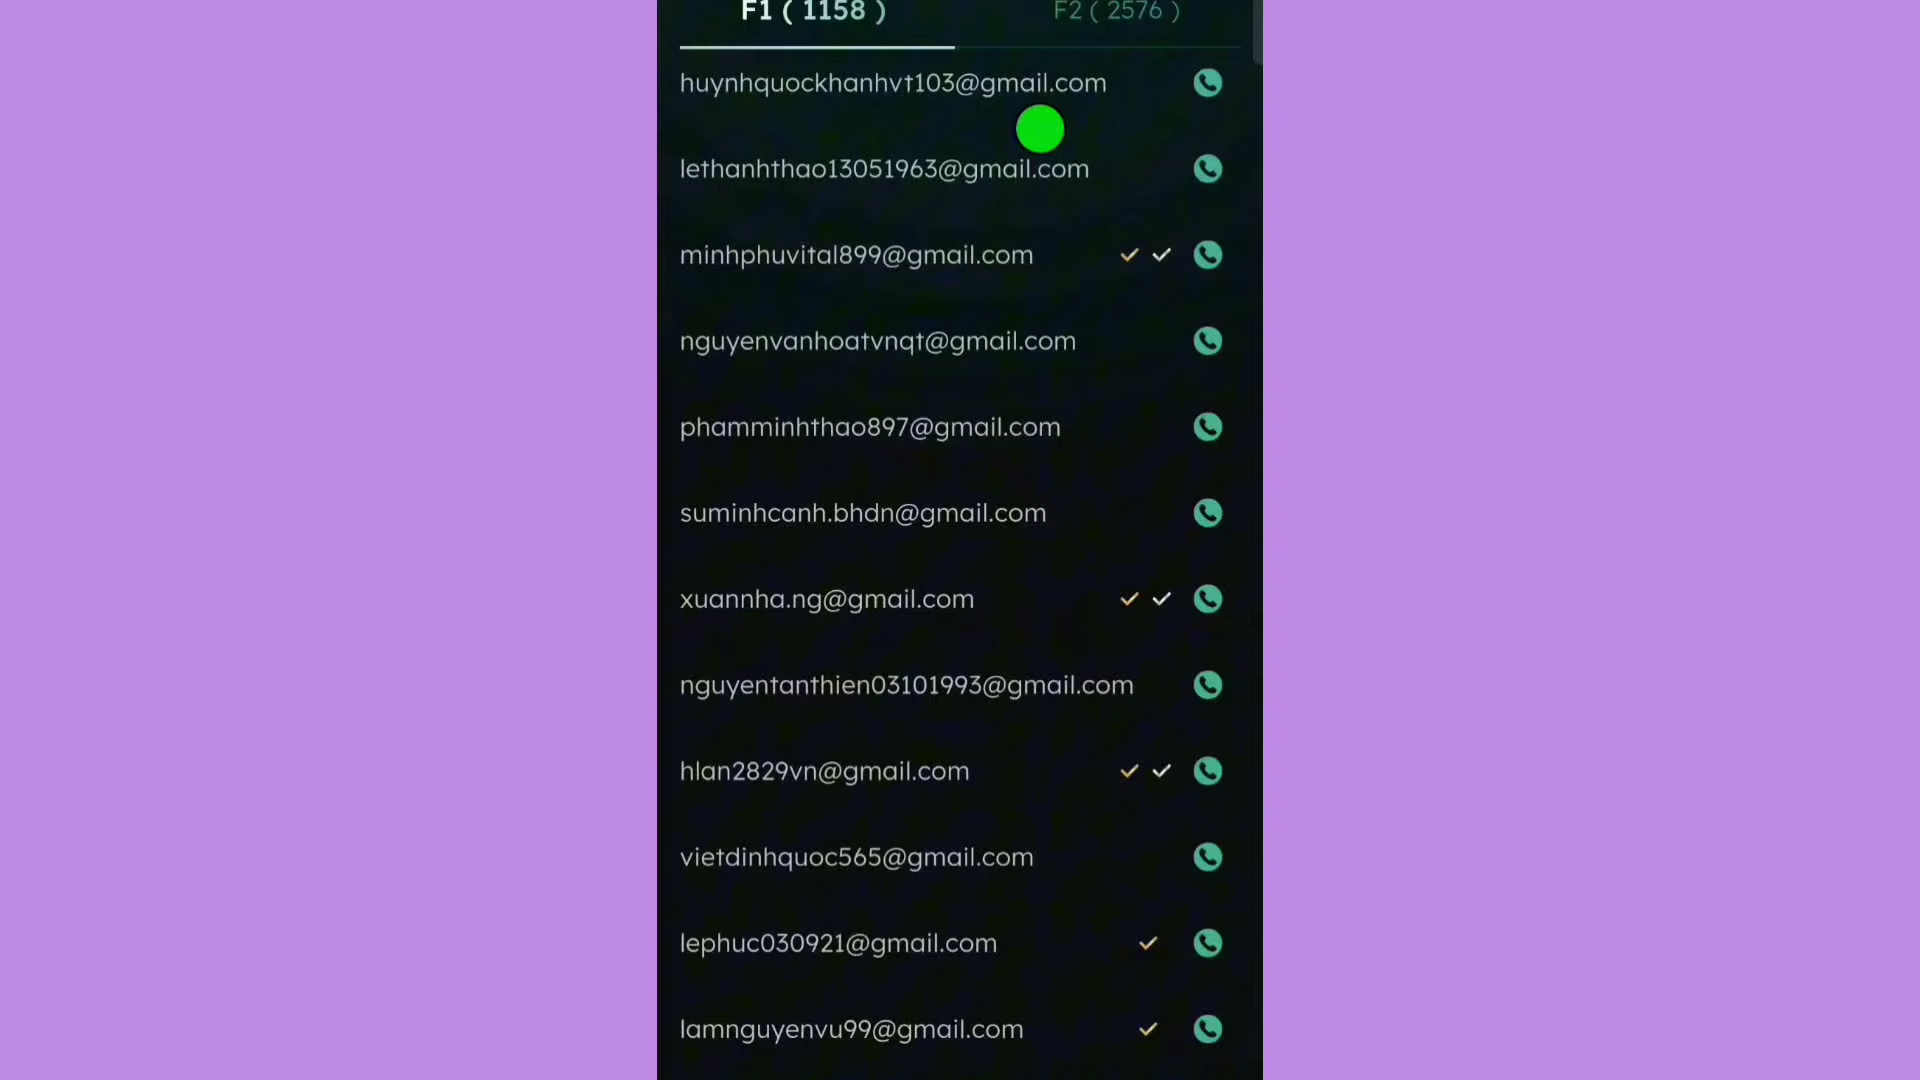 F1 ( 1158 ) F2 ( 2576 )
huynhquockhanhvt103@gmail.com
lethanhthao13051963@gmail.com
minhphuvital899@gmail.com
nguyenvanhoatvnqt@gmail.com
phamminhthao897@gmail.com
suminhcanh.bhdn@gmail.com
xuannha.ng@gmail.com
nguyentanthien03101993@gmail.com
hlan2829vn@gmail.com
vietdinhquoc565@gmail.com
lephuc030921@gmail.com
lamnguyenvu99@gmail.com